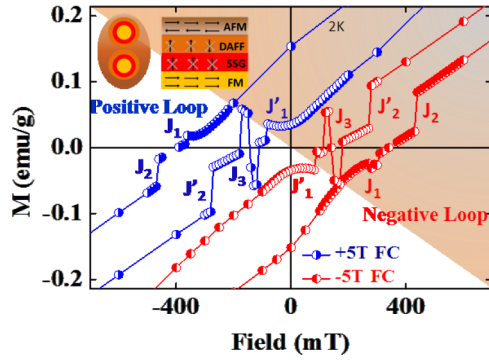 AFM
DAFF
SSG
FM
2K
Positive Loop
J1
J'1
J2
J'2
J3
J3
J'2
J2
J'1
J1
Negative Loop
+5T FC
-5T FC
M (emu/g)
0.2
0.1
0.0
-0.1
-0.2
-400 0 400
Field (mT)